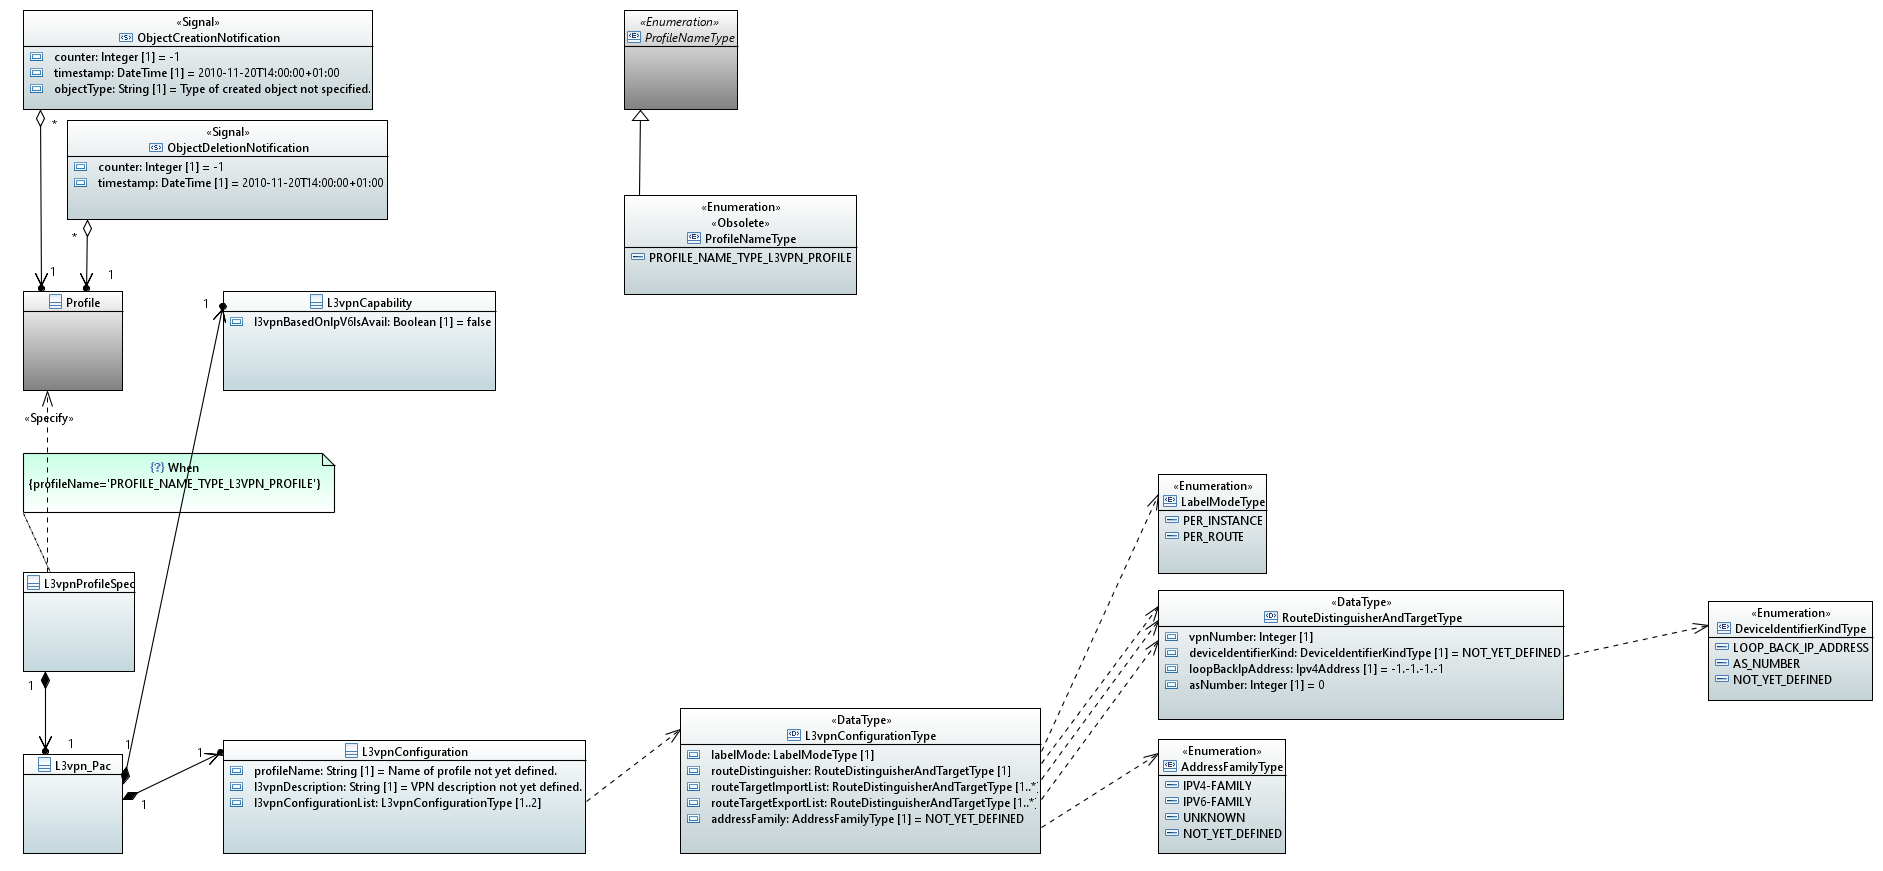 «Signal»
ObjectCreationNotification
counter: Integer [1] = -1
timestamp: DateTime [1] = 2010-11-20T14:00:00+01:00
objectType: String [1] = Type of created object not specified.
*
«Signal»
ObjectDeletionNotification
counter: Integer [1] = -1
timestamp: DateTime [1] = 2010-11-20T14:00:00+01:00
*
1
1
«Enumeration»
ProfileNameType
«Enumeration»
«Obsolete»
ProfileNameType
PROFILE_NAME_TYPE_L3VPN_PROFILE
Profile
1
L3vpnCapability
l3vpnBasedOnIpV6IsAvail: Boolean [1] = false
«Specify»
{?} When
{profileName='PROFILE_NAME_TYPE_L3VPN_PROFILE'}
L3vpnProfileSpec
1
1
1
L3vpn_Pac
1
1
L3vpnConfiguration
profileName: String [1] = Name of profile not yet defined.
l3vpnDescription: String [1] = VPN description not yet defined.
l3vpnConfigurationList: L3vpnConfigurationType [1..2]
«DataType»
L3vpnConfigurationType
labelMode: LabelModeType [1]
routeDistinguisher: RouteDistinguisherAndTargetType [1]
routeTargetImportList: RouteDistinguisherAndTargetType [1..*]
routeTargetExportList: RouteDistinguisherAndTargetType [1..*]
addressFamily: AddressFamilyType [1] = NOT_YET_DEFINED
«Enumeration»
LabelModeType
PER_INSTANCE
PER_ROUTE
«DataType»
RouteDistinguisherAndTargetType
vpnNumber: Integer [1]
deviceIdentifierKind: DeviceIdentifierKindType [1] = NOT_YET_DEFINED
loopBackIpAddress: Ipv4Address [1] = -1.-1.-1.-1
asNumber: Integer [1] = 0
«Enumeration»
DeviceIdentifierKindType
LOOP_BACK_IP_ADDRESS
AS_NUMBER
NOT_YET_DEFINED
«Enumeration»
AddressFamilyType
IPV4-FAMILY
IPV6-FAMILY
UNKNOWN
NOT_YET_DEFINED